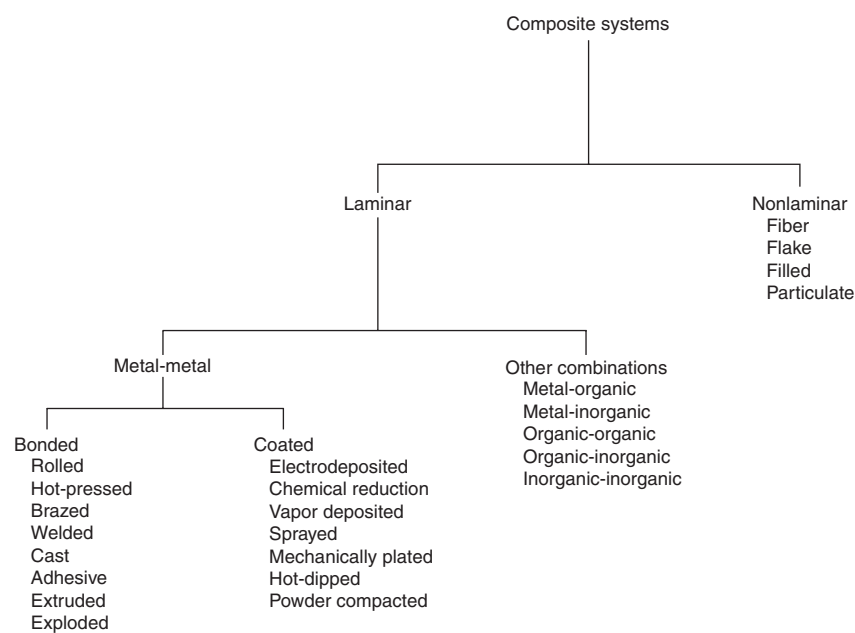 Composite systems
Laminar
Nonlaminar
Fiber
Flake
Filled
Particulate
Metal-metal
Other combinations
Metal-organic
Metal-inorganic
Organic-organic
Organic-inorganic
Inorganic-inorganic
Bonded
Rolled
Hot-pressed
Brazed
Welded
Cast
Adhesive
Extruded
Exploded
Coated
Electrodeposited
Chemical reduction
Vapor deposited
Sprayed
Mechanically plated
Hot-dipped
Powder compacted